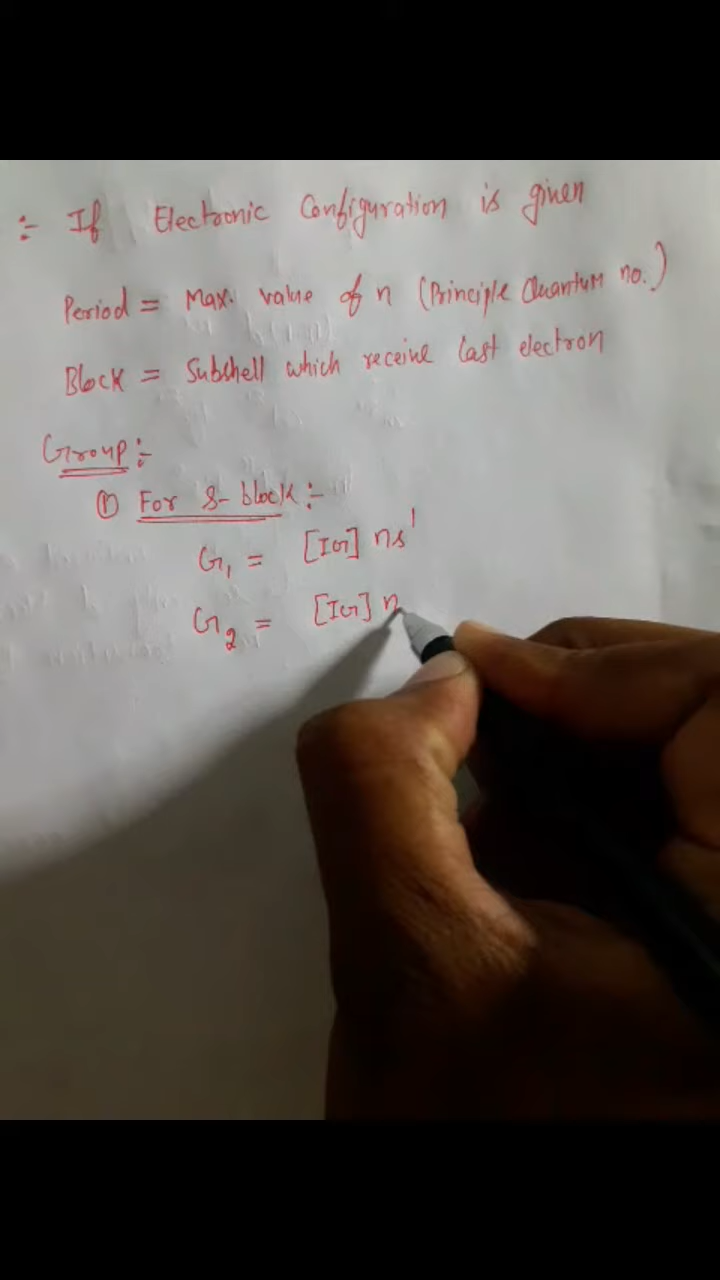 :- If Electronic Configuration is given
Period = Max. value of n (Principle Quantum no.)
Block = Subshell which receive last electron
Group :-
① For s-block :-
G₁ = [IG] ns¹
G₂ = [IG] n